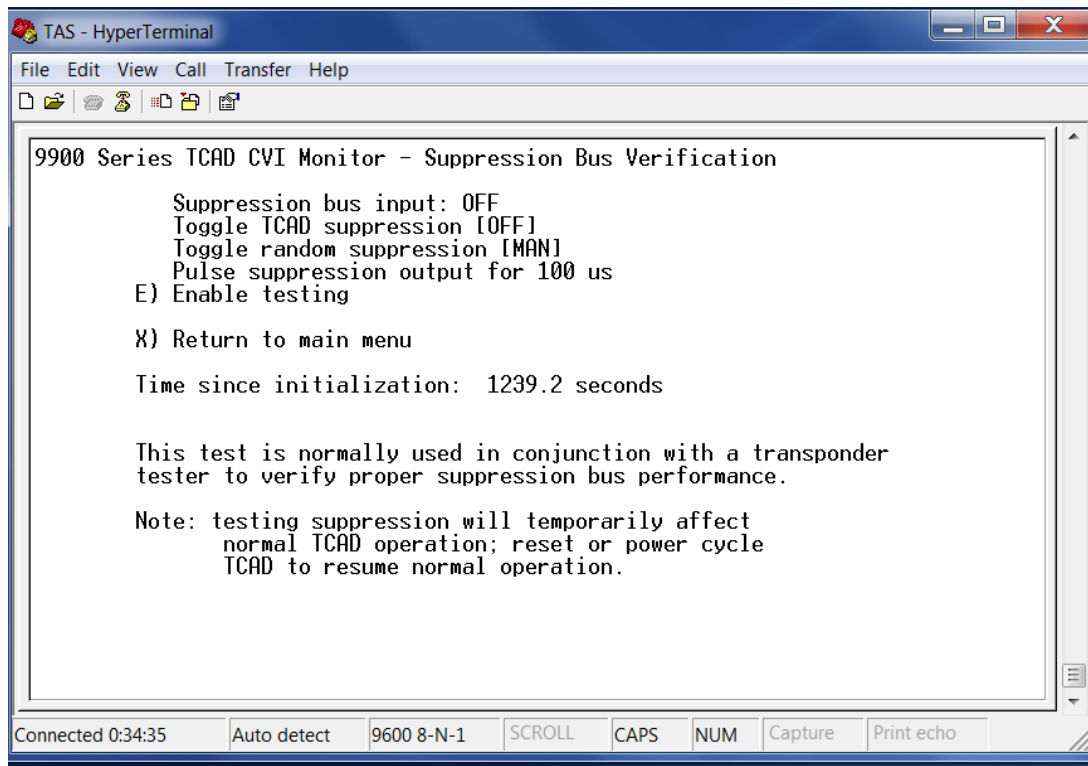 TAS - HyperTerminal
File Edit View Call Transfer Help
9900 Series TCAD CVI Monitor - Suppression Bus Verification
Suppression bus input: OFF
Toggle TCAD suppression [OFF]
Toggle random suppression [MAN]
Pulse suppression output for 100 us
E) Enable testing
X) Return to main menu
Time since initialization: 1239.2 seconds
This test is normally used in conjunction with a transponder
tester to verify proper suppression bus performance.
Note: testing suppression will temporarily affect
normal TCAD operation; reset or power cycle
TCAD to resume normal operation.
Connected 0:34:35 Auto detect 9600 8-N-1 SCROLL CAPS NUM Capture Print echo